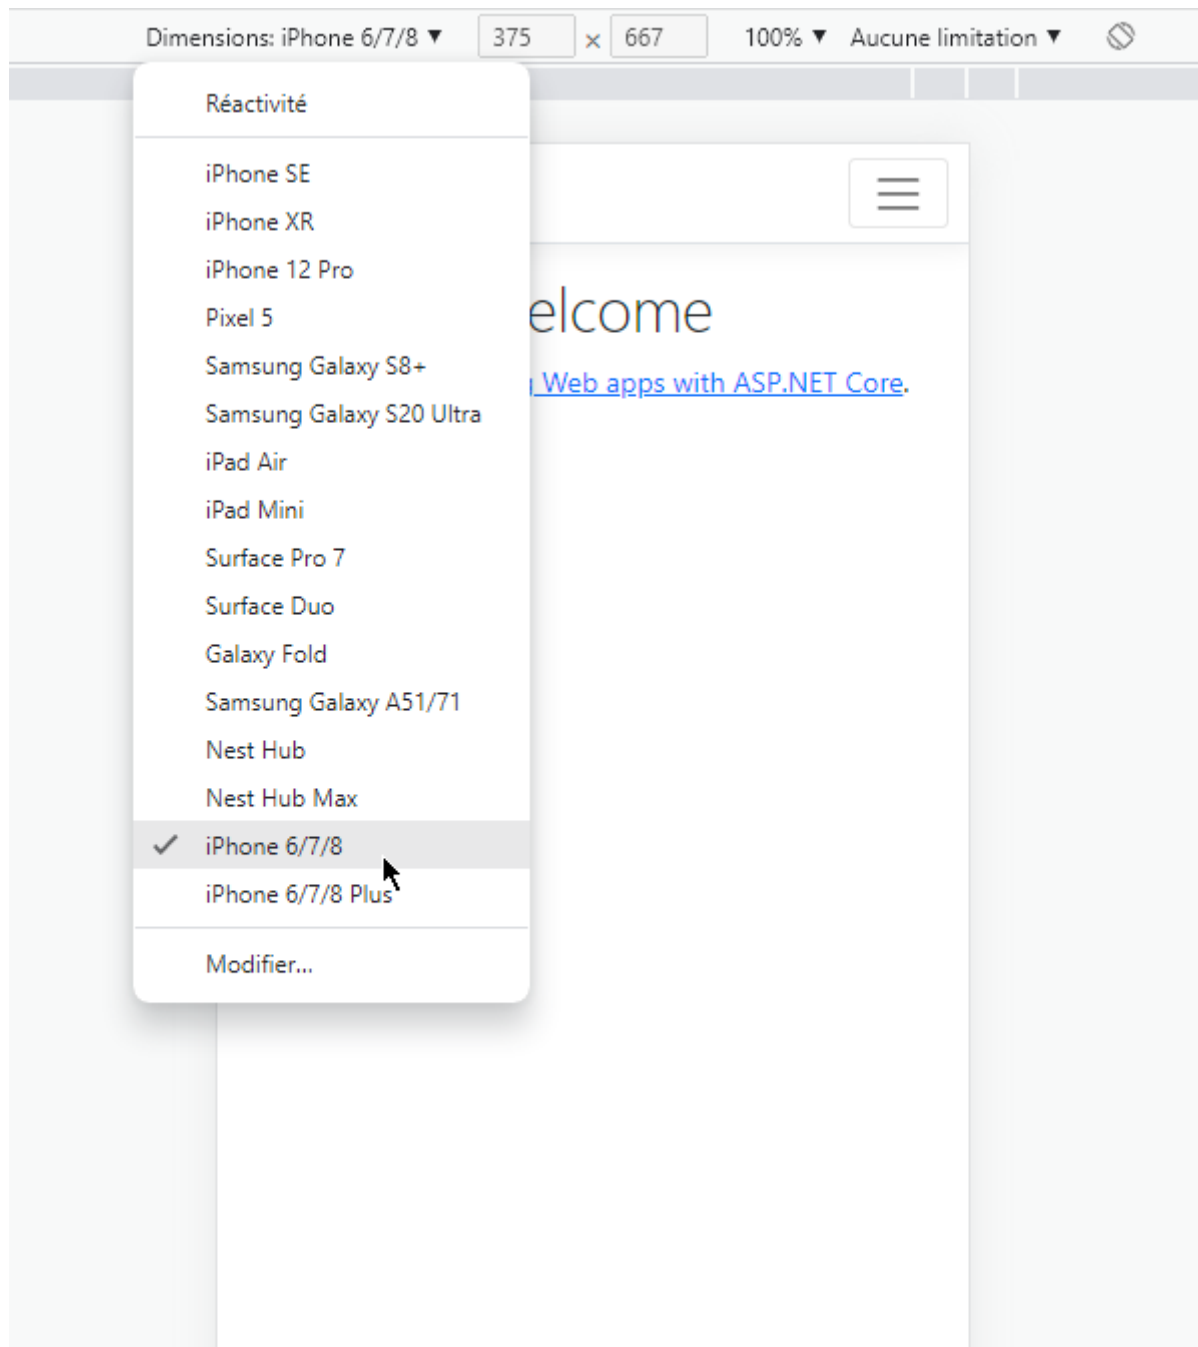 Dimensions: iPhone 6/7/8 ▼ 375 × 667 100% ▼ Aucune limitation ▼
Réactivité
iPhone SE
iPhone XR
iPhone 12 Pro
Pixel 5
elcome
Samsung Galaxy S8+
Web apps with ASP.NET Core.
Samsung Galaxy S20 Ultra
iPad Air
iPad Mini
Surface Pro 7
Surface Duo
Galaxy Fold
Samsung Galaxy A51/71
Nest Hub
Nest Hub Max
iPhone 6/7/8
iPhone 6/7/8 Plus
Modifier...